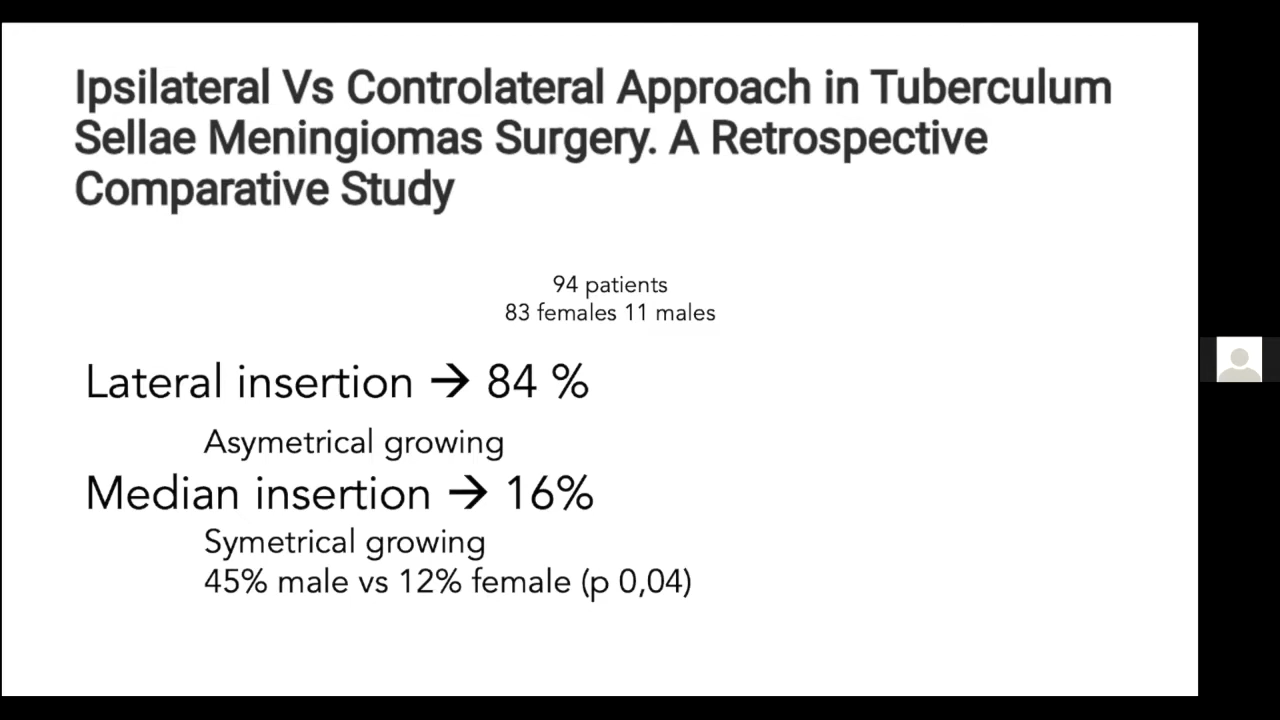 Ipsilateral Vs Controlateral Approach in Tuberculum
Sellae Meningiomas Surgery. A Retrospective
Comparative Study
94 patients
83 females 11 males
Lateral insertion → 84 %
Asymetrical growing
Median insertion → 16%
Symetrical growing
45% male vs 12% female (p 0,04)